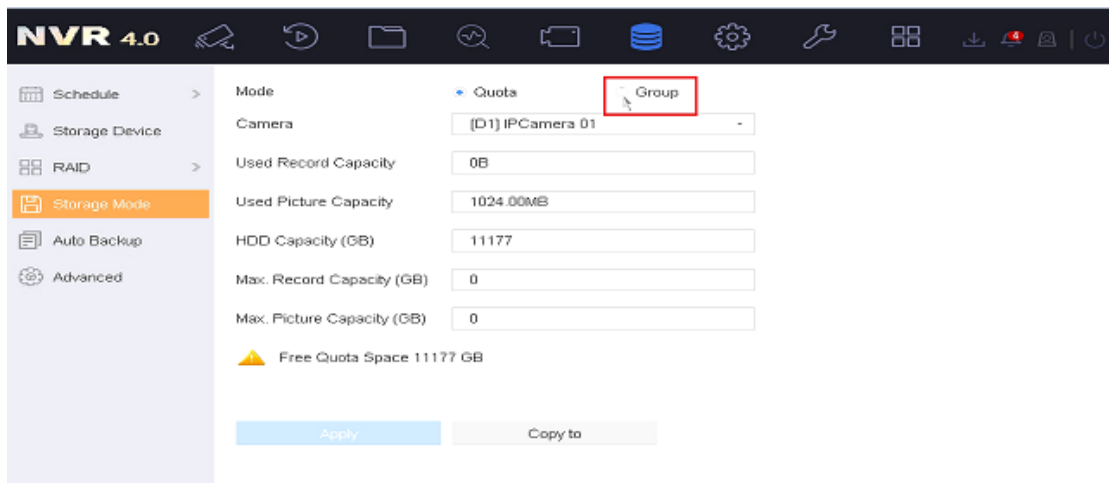 NVR 4.0
4
Schedule >
Storage Device
RAID >
Storage Mode
Auto Backup
Advanced
Mode Quota Group
Camera [D1] IPCamera 01
Used Record Capacity 0B
Used Picture Capacity 1024.00MB
HDD Capacity (GB) 11177
Max. Record Capacity (GB) 0
Max. Picture Capacity (GB) 0
Free Quota Space 11177 GB
Apply Copy to